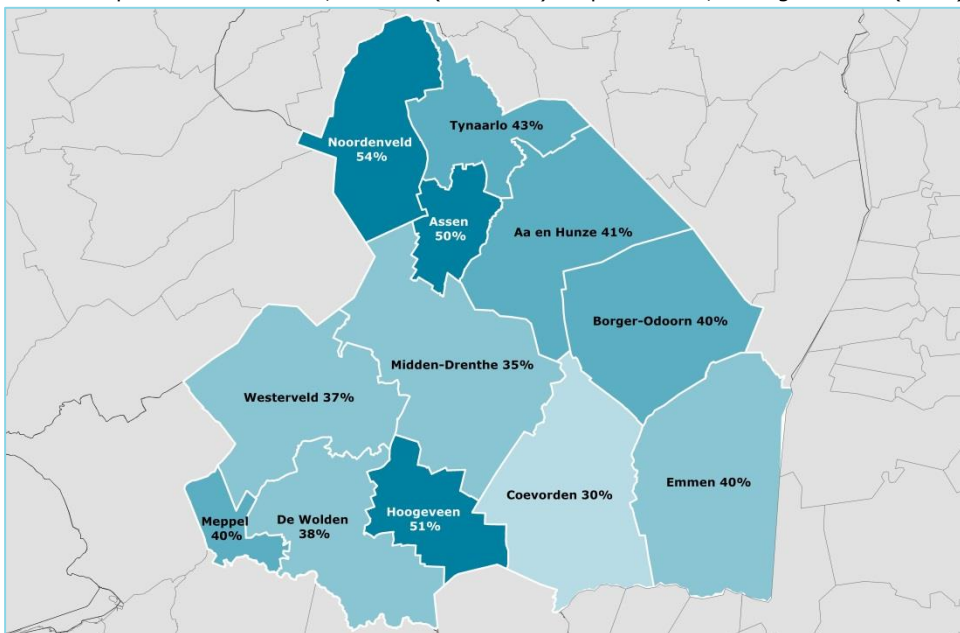 Noordenveld
54%
Tynaarlo 43%
Assen
50%
Aa en Hunze 41%
Borger-Odoorn 40%
Midden-Drenthe 35%
Westerveld 37%
Emmen 40%
Coevorden 30%
Meppel
40%
De Wolden
38%
Hoogeveen
51%